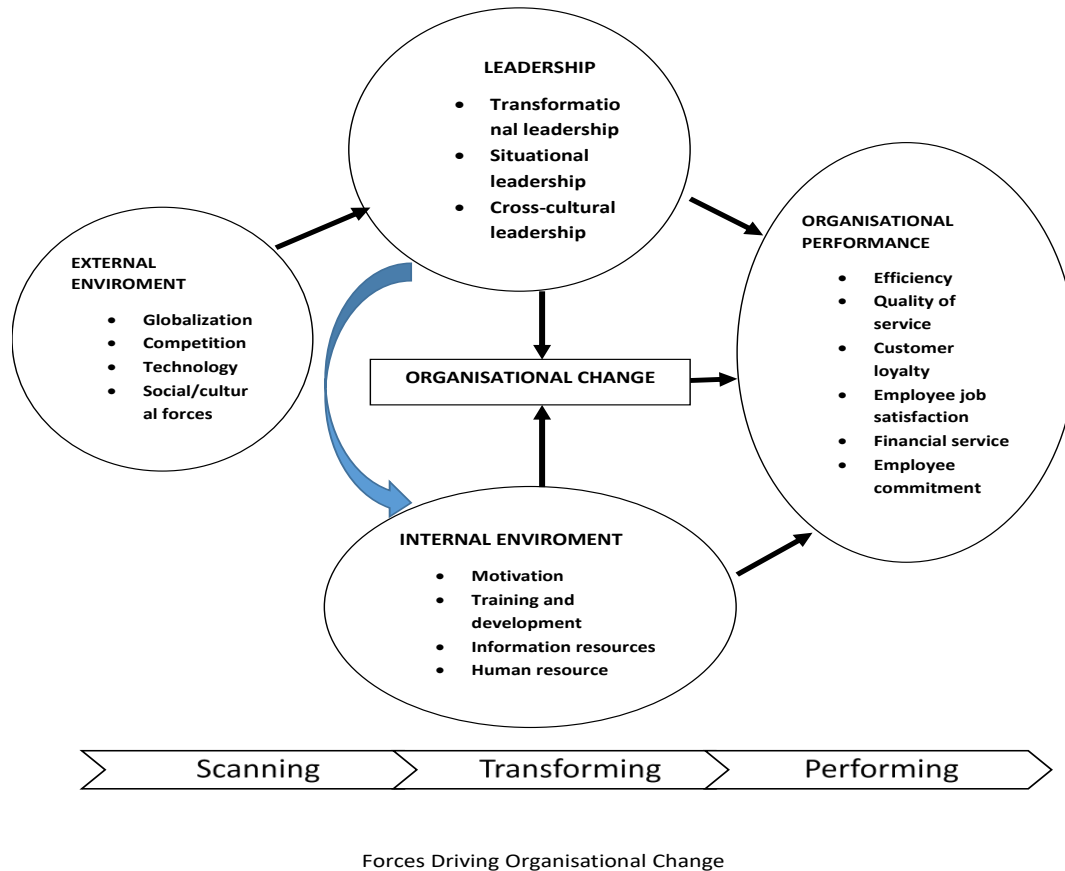 LEADERSHIP
• Transformatio
nal leadership
• Situational
leadership
• Cross-cultural
leadership
EXTERNAL
ENVIROMENT
• Globalization
• Competition
• Technology
• Social/cultur
al forces
ORGANISATIONAL CHANGE
ORGANISATIONAL
PERFORMANCE
• Efficiency
• Quality of
service
• Customer
loyalty
• Employee job
satisfaction
• Financial service
• Employee
commitment
INTERNAL ENVIROMENT
• Motivation
• Training and
development
• Information resources
• Human resource
Scanning
Transforming
Performing
Forces Driving Organisational Change